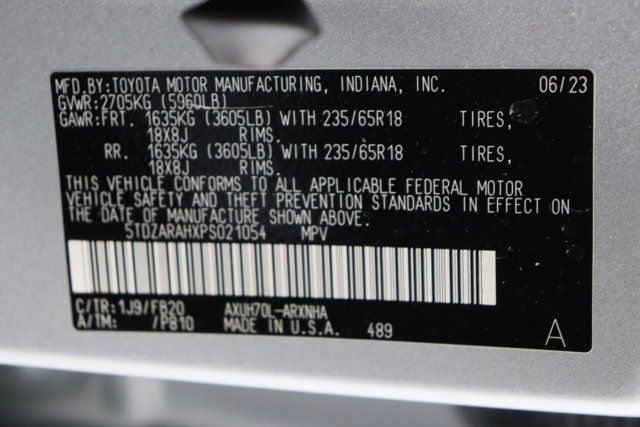 MFD.BY:TOYOTA MOTOR MANUFACTURING, INDIANA, INC. 06/23
GVWR:2705KG (5960LB)
GAWR:FRT. 1635KG (3605LB) WITH 235/65R18 TIRES,
18X8J RIMS.
RR. 1635KG (3605LB) WITH 235/65R18 TIRES,
18X8J RIMS.
THIS VEHICLE CONFORMS TO ALL APPLICABLE FEDERAL MOTOR
VEHICLE SAFETY AND THEFT PREVENTION STANDARDS IN EFFECT ON
THE DATE OF MANUFACTURE SHOWN ABOVE.
5TDZARAHXPS021054 MPV
C/TR:1J9/FB20 AXUH70L-ARXNHA
A/TM: /P810 MADE IN U.S.A. 489 A